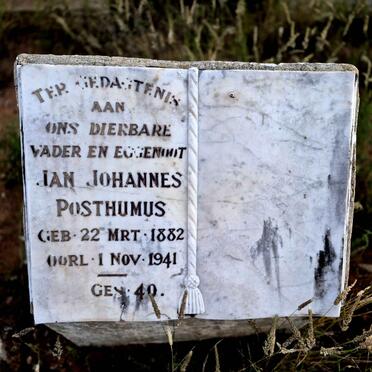 TER GEDAGTENIS
AAN
ONS DIERBARE
VADER EN EGGENOOT
JAN JOHANNES
POSTHUMUS
GEB. 22 MRT. 1882
OORL. 1 NOV. 1941
GES. 40.